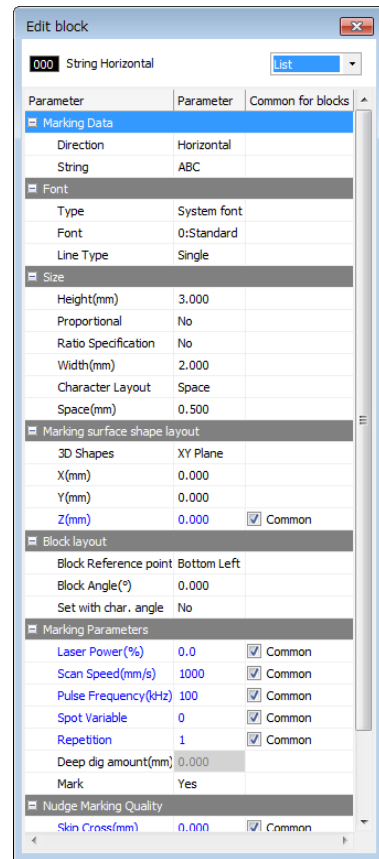 Edit block
000 String Horizontal List
Parameter Parameter Common for blocks
Marking Data
Direction Horizontal
String ABC
Font
Type System font
Font 0:Standard
Line Type Single
Size
Height(mm) 3.000
Proportional No
Ratio Specification No
Width(mm) 2.000
Character Layout Space
Space(mm) 0.500
Marking surface shape layout
3D Shapes XY Plane
X(mm) 0.000
Y(mm) 0.000
Z(mm) 0.000 Common
Block layout
Block Reference point Bottom Left
Block Angle(°) 0.000
Set with char. angle No
Marking Parameters
Laser Power(%) 0.0 Common
Scan Speed(mm/s) 1000 Common
Pulse Frequency(kHz) 100 Common
Spot Variable 0 Common
Repetition 1 Common
Deep dig amount(mm) 0.000
Mark Yes
Nudge Marking Quality
Skip Cross(mm) 0.000 Common